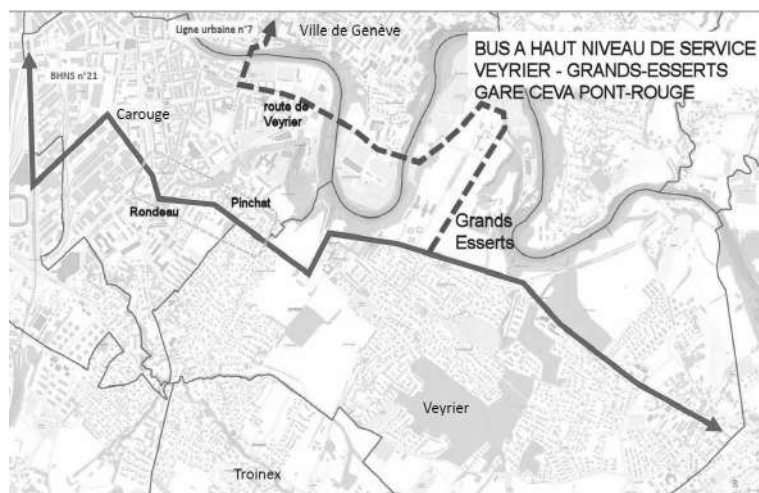 Ligne urbaine n°7
Ville de Genève
BUS A HAUT NIVEAU DE SERVICE
VEYRIER - GRANDS-ESSERTS
GARE CEVA PONT-ROUGE
BHNS n°21
Carouge
route de
Veyrier
Rondeau
Pinchat
Grands
Esserts
Veyrier
Troinex